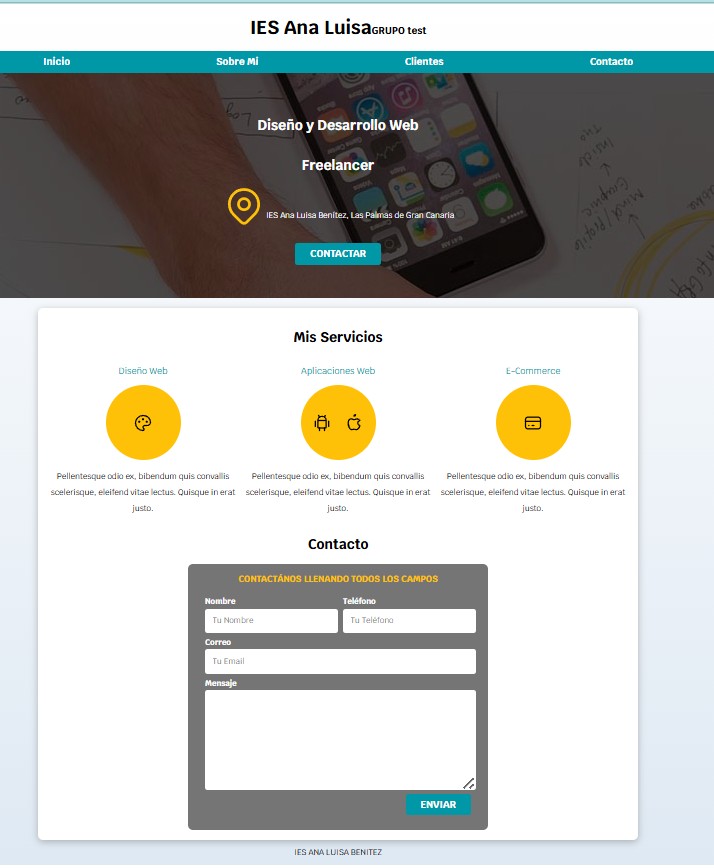 IES Ana LuisaGRUPO test
Inicio Sobre Mi Clientes Contacto
Diseño y Desarrollo Web
Freelancer
IES Ana Luisa Benítez, Las Palmas de Gran Canaria
CONTACTAR
Mis Servicios
Diseño Web
Pellentesque odio ex, bibendum quis convallis
scelerisque, eleifend vitae lectus. Quisque in erat
justo.
Aplicaciones Web
Pellentesque odio ex, bibendum quis convallis
scelerisque, eleifend vitae lectus. Quisque in erat
justo.
E-Commerce
Pellentesque odio ex, bibendum quis convallis
scelerisque, eleifend vitae lectus. Quisque in erat
justo.
Contacto
CONTACTÁNOS LLENANDO TODOS LOS CAMPOS
Nombre Teléfono
Tu Nombre Tu Teléfono
Correo
Tu Email
Mensaje
ENVIAR
IES ANA LUISA BENITEZ